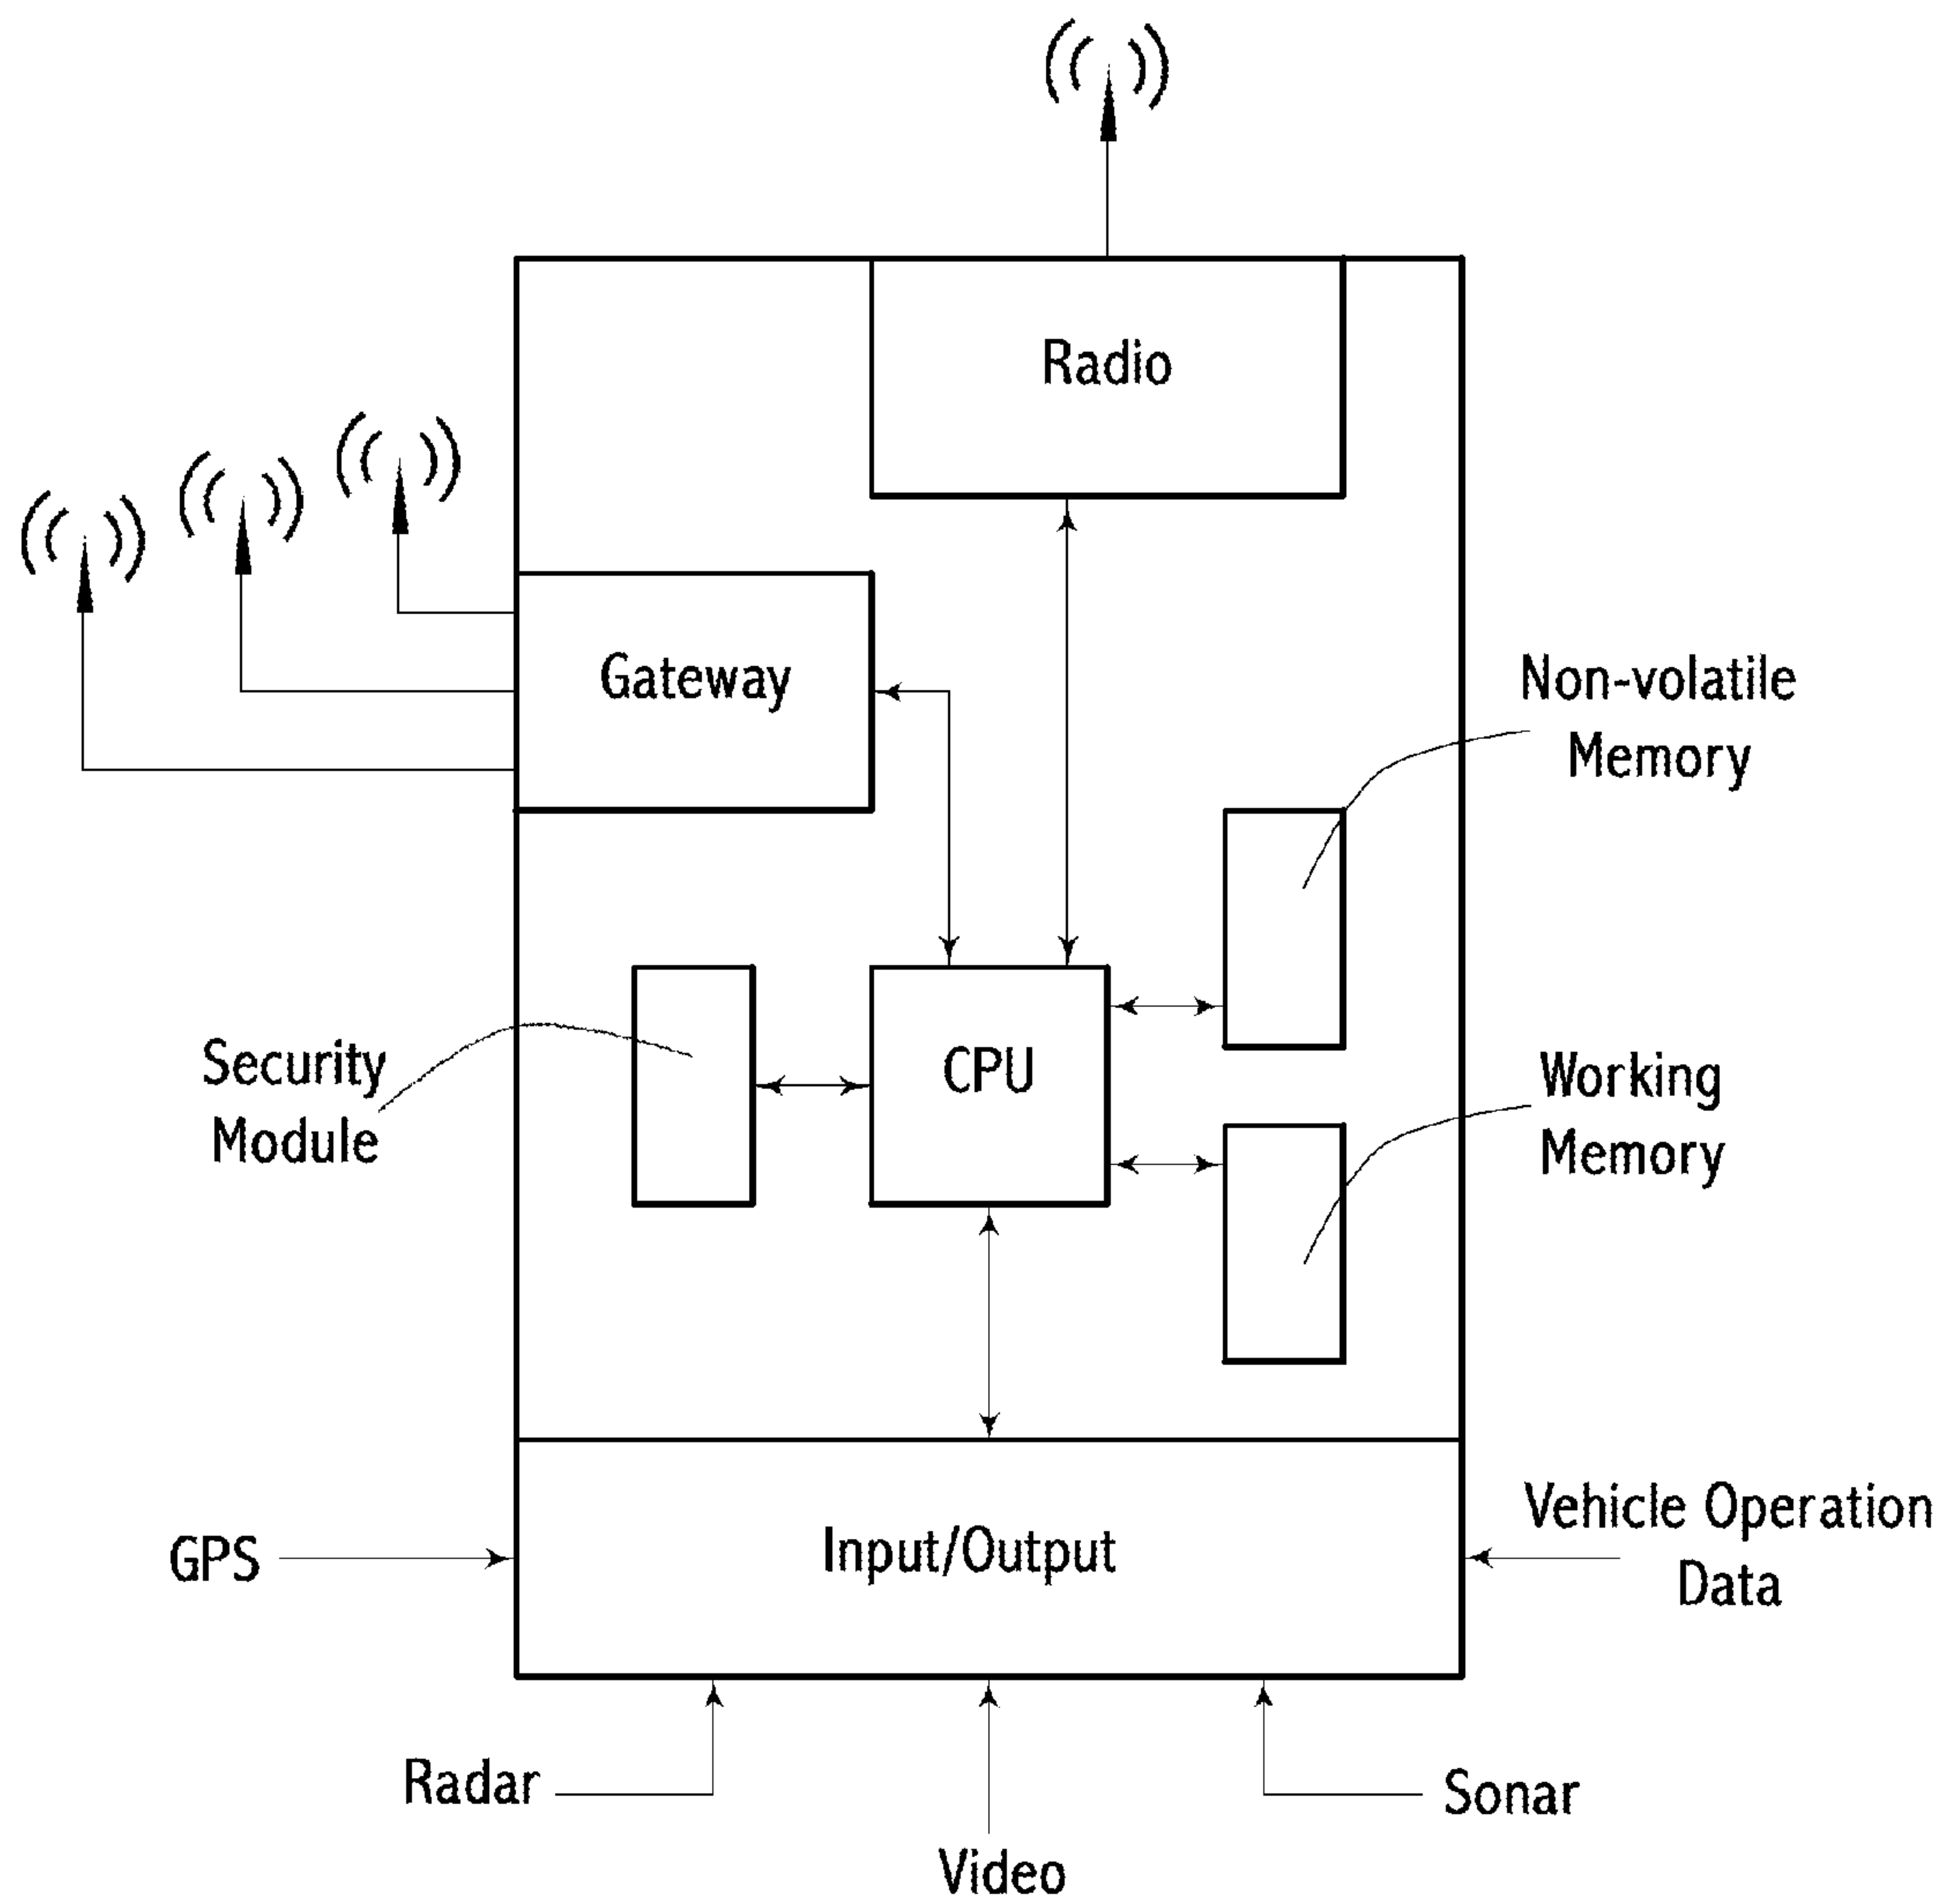 Radio
Gateway
Non-volatile
Memory
Security
Module
CPU
Working
Memory
GPS
Input/Output
Vehicle Operation
Data
Radar
Video
Sonar